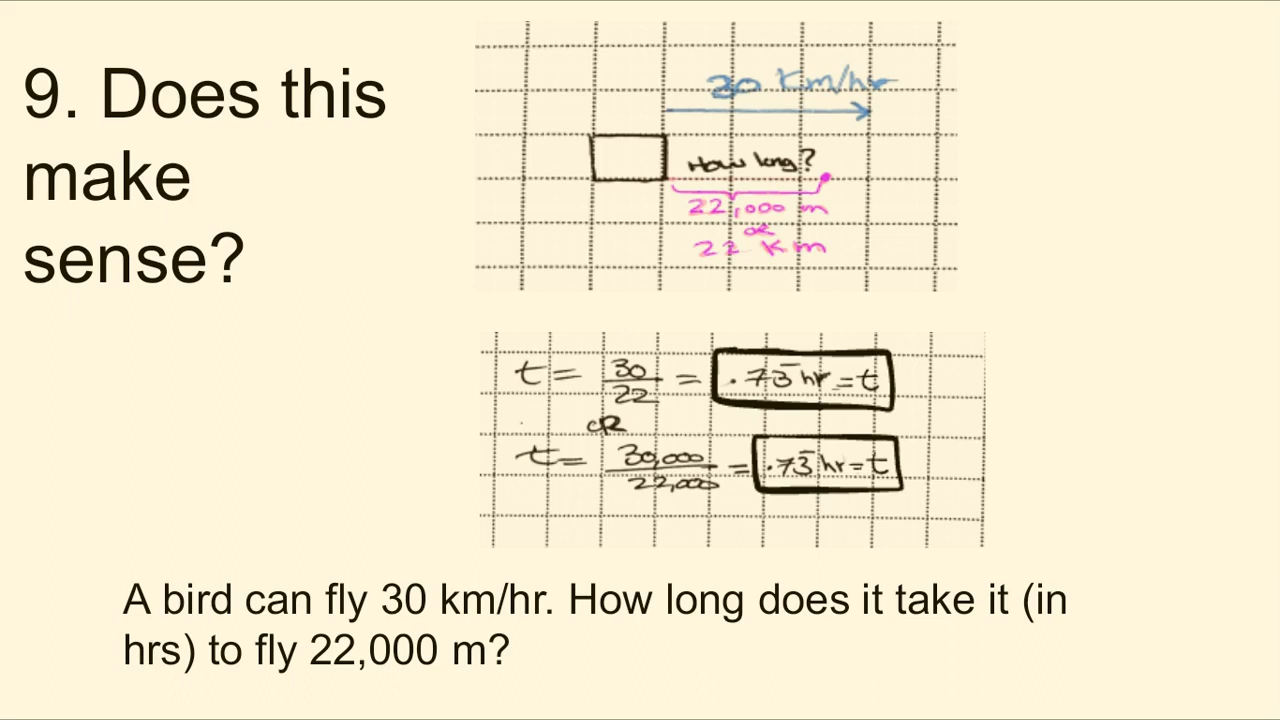 9. Does this
make
sense?
30 Km/hr
How long?
22,000 m
or
22 Km
t = 30/22 = .73̅ hr = t
OR
t = 30,000/22,000 = .73̅ hr = t
A bird can fly 30 km/hr. How long does it take it (in
hrs) to fly 22,000 m?